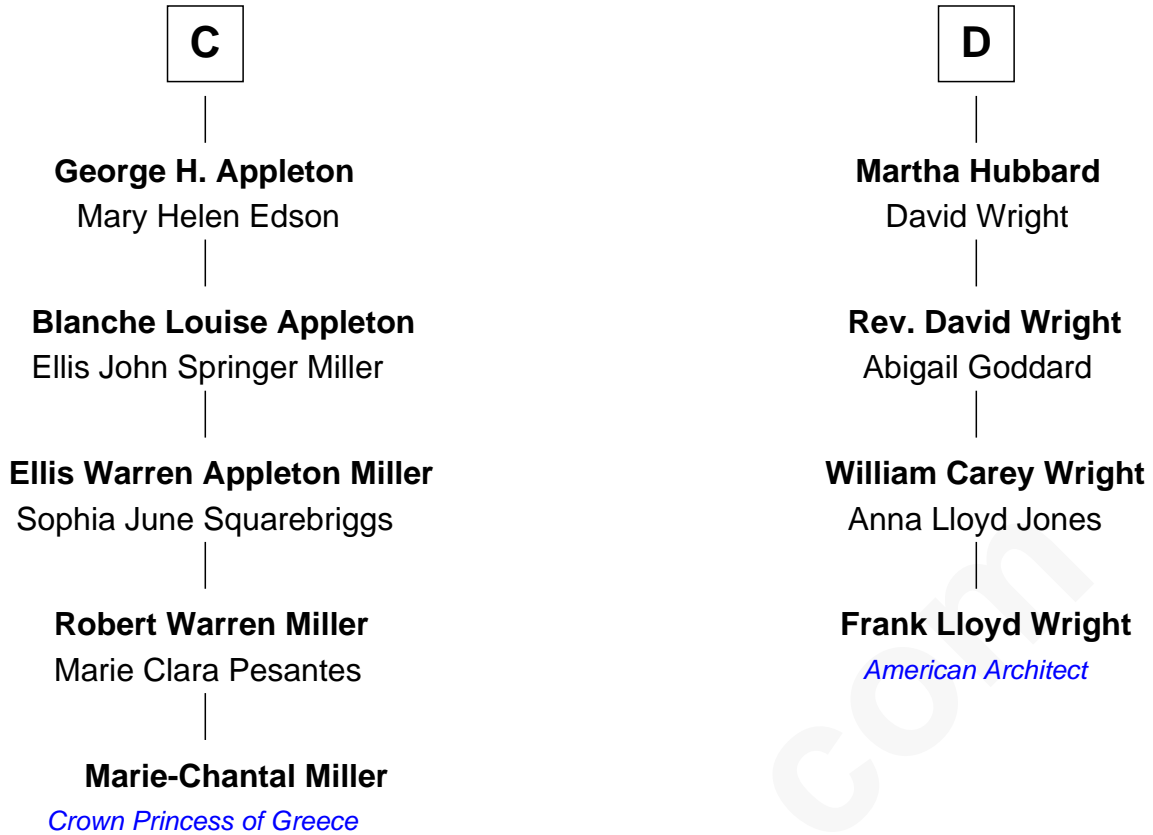 C
George H. Appleton
Mary Helen Edson
Blanche Louise Appleton
Ellis John Springer Miller
Ellis Warren Appleton Miller
Sophia June Squarebriggs
Robert Warren Miller
Marie Clara Pesantes
Marie-Chantal Miller
Crown Princess of Greece
D
Martha Hubbard
David Wright
Rev. David Wright
Abigail Goddard
William Carey Wright
Anna Lloyd Jones
Frank Lloyd Wright
American Architect
com